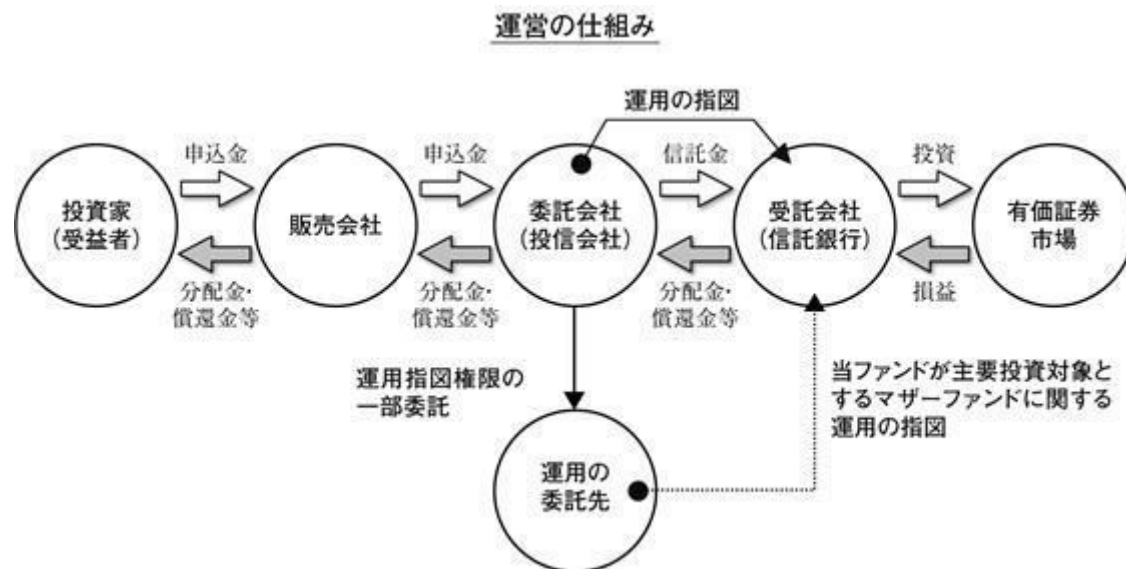 運営の仕組み
運用の指図
申込金
申込金
信託金
投資
投資家
(受益者)
販売会社
委託会社
(投信会社)
受託会社
(信託銀行)
有価証券
市場
分配金・
償還金等
分配金・
償還金等
分配金・
償還金等
損益
運用指図権限の
一部委託
当ファンドが主要投資対象と
するマザーファンドに関する
運用の指図
運用の
委託先